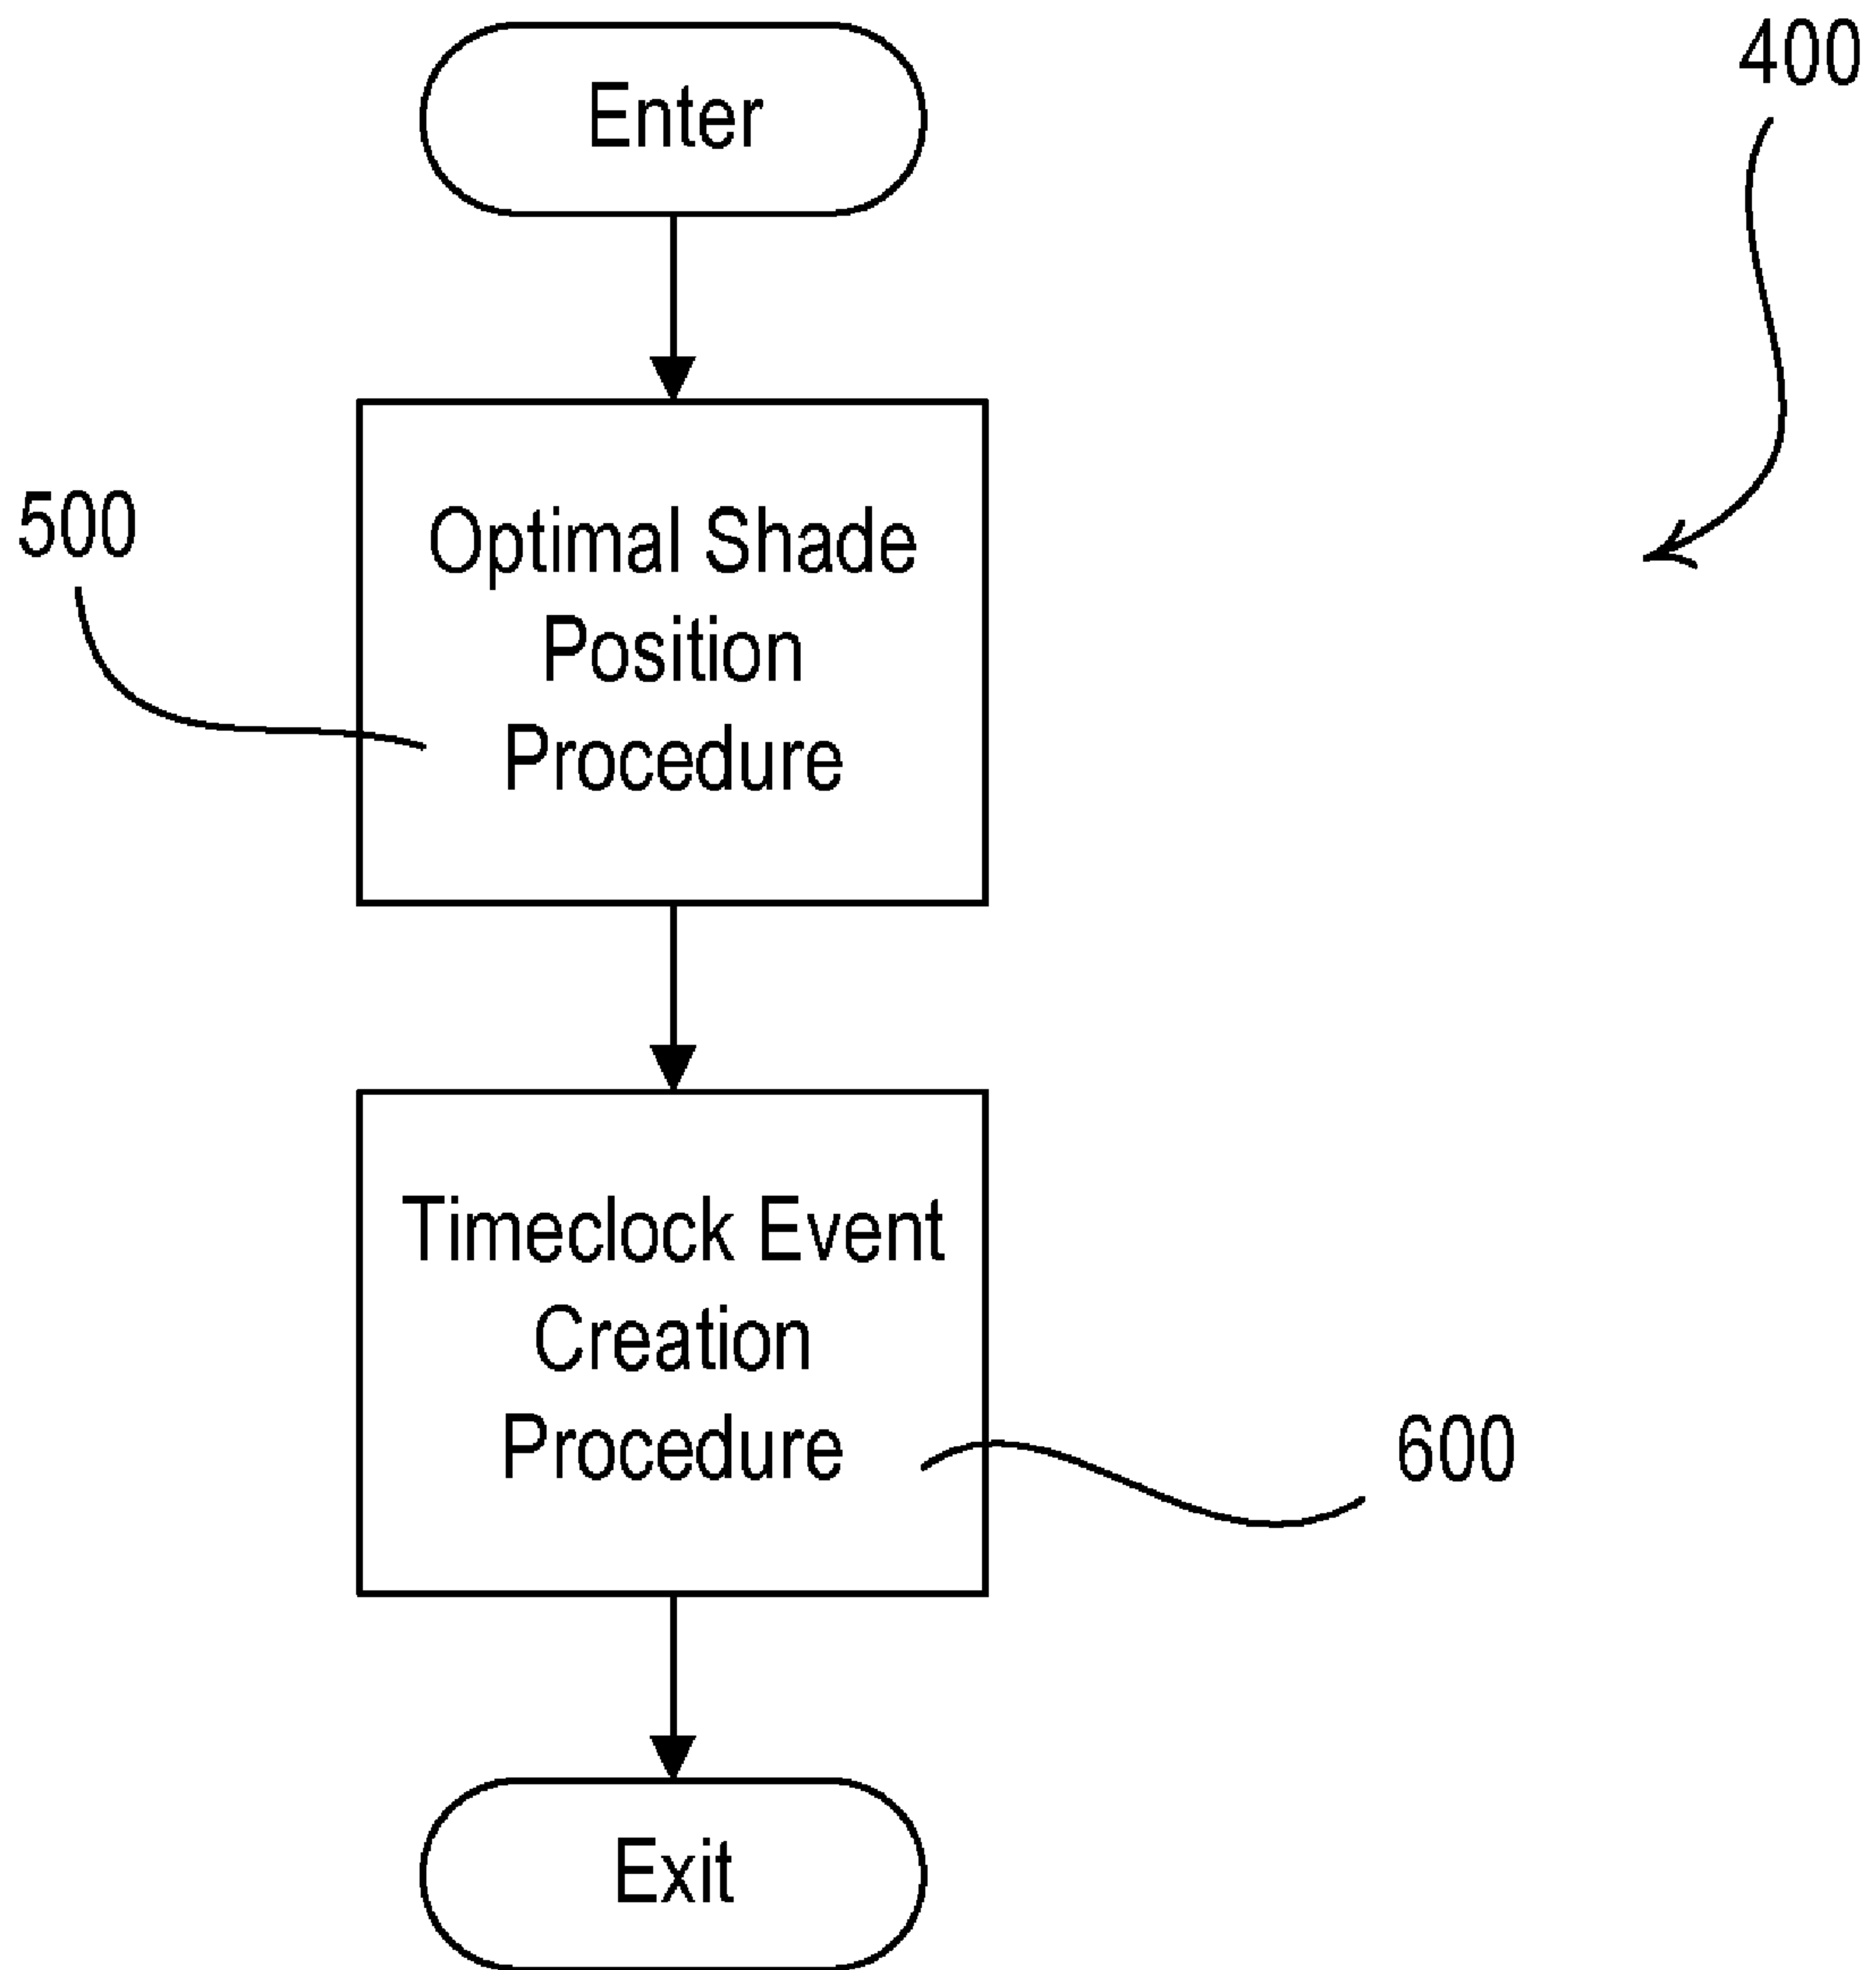 Enter
400
500
Optimal Shade
Position
Procedure
Timeclock Event
Creation
Procedure
600
Exit